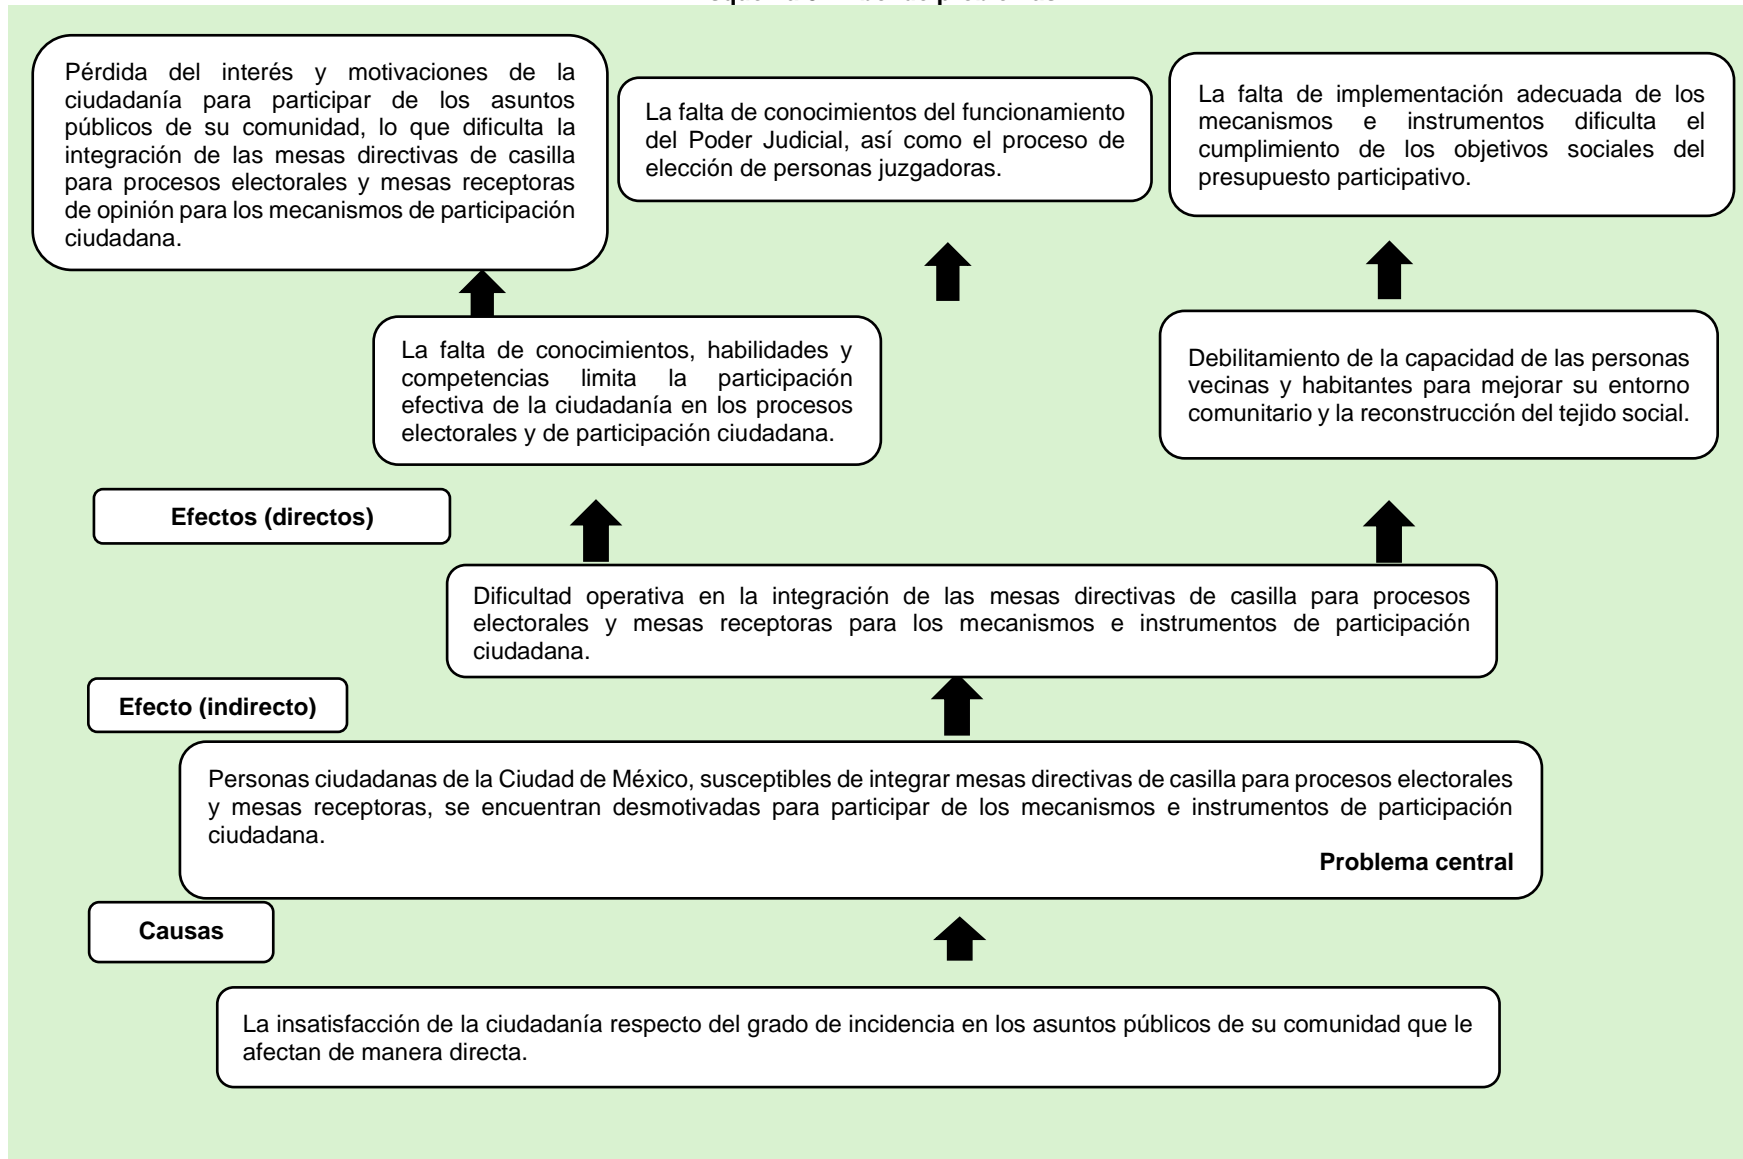 Pérdida del interés y motivaciones de la
ciudadanía para participar de los asuntos
públicos de su comunidad, lo que dificulta la
integración de las mesas directivas de casilla
para procesos electorales y mesas receptoras
de opinión para los mecanismos de participación
ciudadana.
La falta de conocimientos del funcionamiento
del Poder Judicial, así como el proceso de
elección de personas juzgadoras.
La falta de implementación adecuada de los
mecanismos e instrumentos dificulta el
cumplimiento de los objetivos sociales del
presupuesto participativo.
La falta de conocimientos, habilidades y
competencias limita la participación
efectiva de la ciudadanía en los procesos
electorales y de participación ciudadana.
Debilitamiento de la capacidad de las personas
vecinas y habitantes para mejorar su entorno
comunitario y la reconstrucción del tejido social.
Efectos (directos)
Dificultad operativa en la integración de las mesas directivas de casilla para procesos
electorales y mesas receptoras para los mecanismos e instrumentos de participación
ciudadana.
Efecto (indirecto)
Personas ciudadanas de la Ciudad de México, susceptibles de integrar mesas directivas de casilla para procesos electorales
y mesas receptoras, se encuentran desmotivadas para participar de los mecanismos e instrumentos de participación
ciudadana.
Problema central
Causas
La insatisfacción de la ciudadanía respecto del grado de incidencia en los asuntos públicos de su comunidad que le
afectan de manera directa.